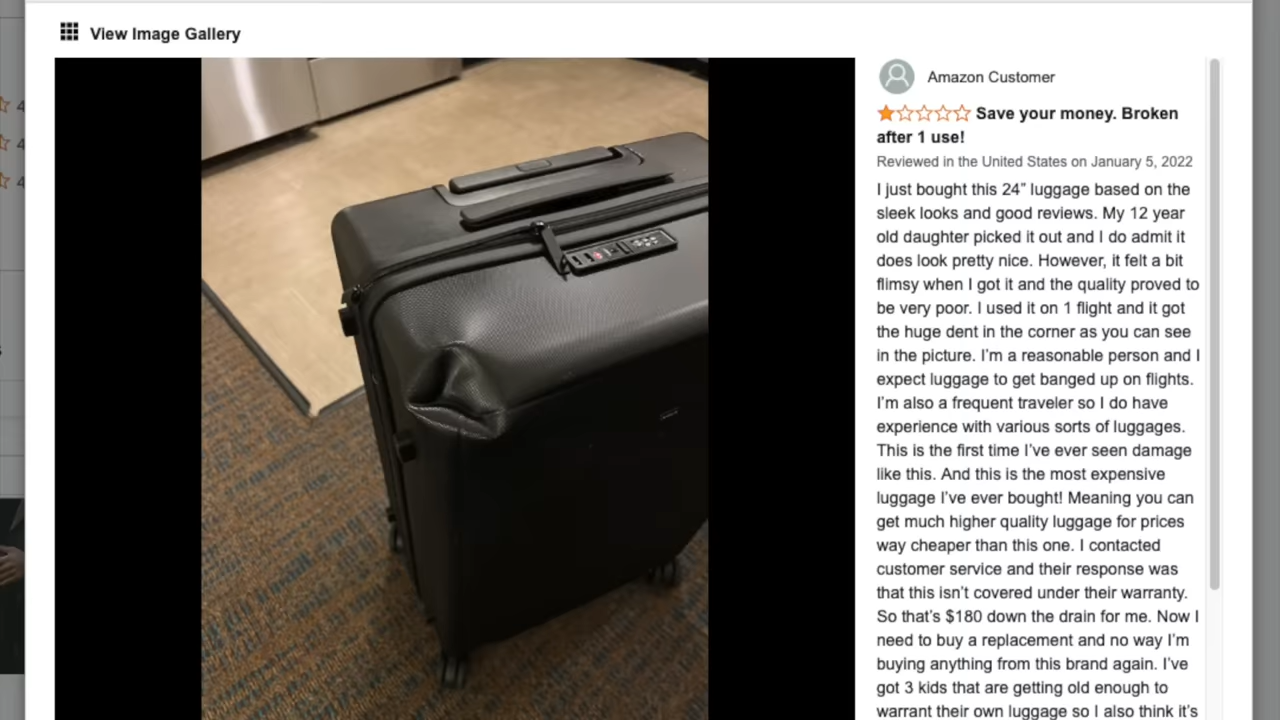 View Image Gallery
Amazon Customer
Save your money. Broken
after 1 use!
Reviewed in the United States on January 5, 2022
I just bought this 24” luggage based on the
sleek looks and good reviews. My 12 year
old daughter picked it out and I do admit it
does look pretty nice. However, it felt a bit
flimsy when I got it and the quality proved to
be very poor. I used it on 1 flight and it got
the huge dent in the corner as you can see
in the picture. I’m a reasonable person and I
expect luggage to get banged up on flights.
I’m also a frequent traveler so I do have
experience with various sorts of luggages.
This is the first time I’ve ever seen damage
like this. And this is the most expensive
luggage I’ve ever bought! Meaning you can
get much higher quality luggage for prices
way cheaper than this one. I contacted
customer service and their response was
that this isn’t covered under their warranty.
So that’s $180 down the drain for me. Now I
need to buy a replacement and no way I’m
buying anything from this brand again. I’ve
got 3 kids that are getting old enough to
warrant their own luggage so I also think it’s
4
4
4